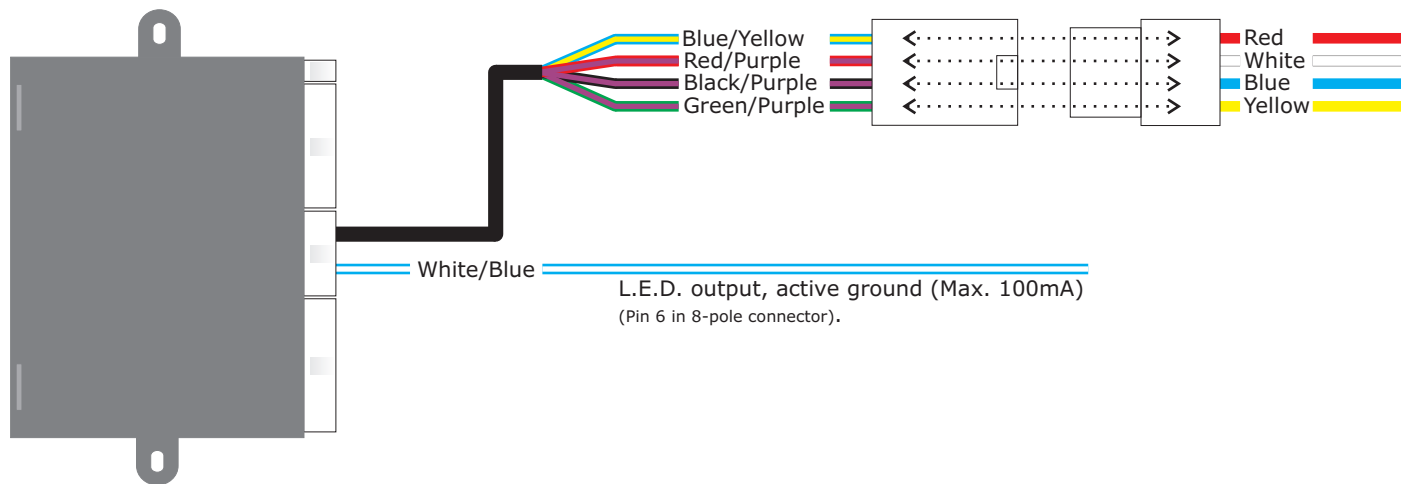 Blue/Yellow
Red/Purple
Black/Purple
Green/Purple
Red
White
Blue
Yellow
White/Blue
L.E.D. output, active ground (Max. 100mA)
(Pin 6 in 8-pole connector).